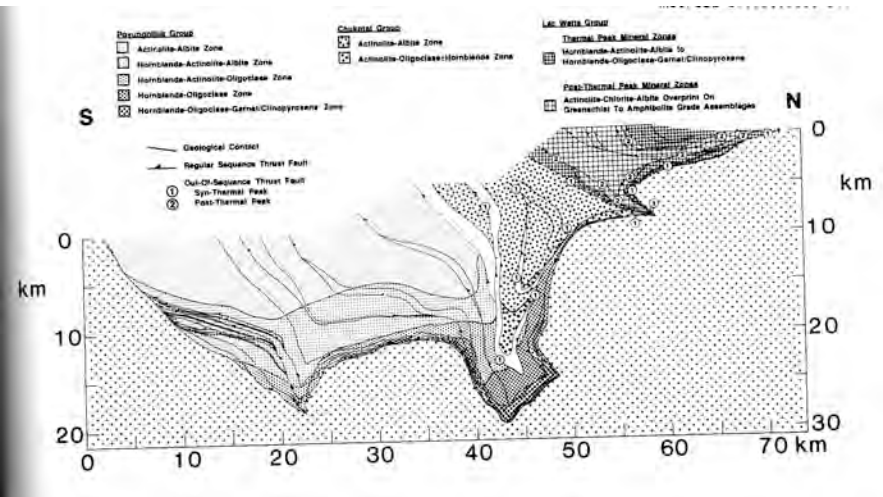 Povungnituk Group
Actinolite-Albite Zone
Hornblende-Actinolite-Albite Zone
Hornblende-Actinolite-Oligoclase Zone
Hornblende-Oligoclase Zone
Hornblende-Oligoclase-Garnet/Clinopyroxene Zone
Chukotat Group
Actinolite-Albite Zone
Actinolite-Oligoclase±Hornblende Zone
Lac Watts Group
Thermal Peak Mineral Zones
Hornblende-Actinolite-Albite to
Hornblende-Oligoclase-Garnet/Clinopyroxene
Post-Thermal Peak Mineral Zones
Actinolite-Chlorite-Albite Overprint On
Greenschist To Amphibolite Grade Assemblages
Geological Contact
Regular Sequence Thrust Fault
Out-Of-Sequence Thrust Fault
① Syn-Thermal Peak
② Post-Thermal Peak
S
N
0
km
10
20
0
km
10
20
30
0 10 20 30 40 50 60 70 km